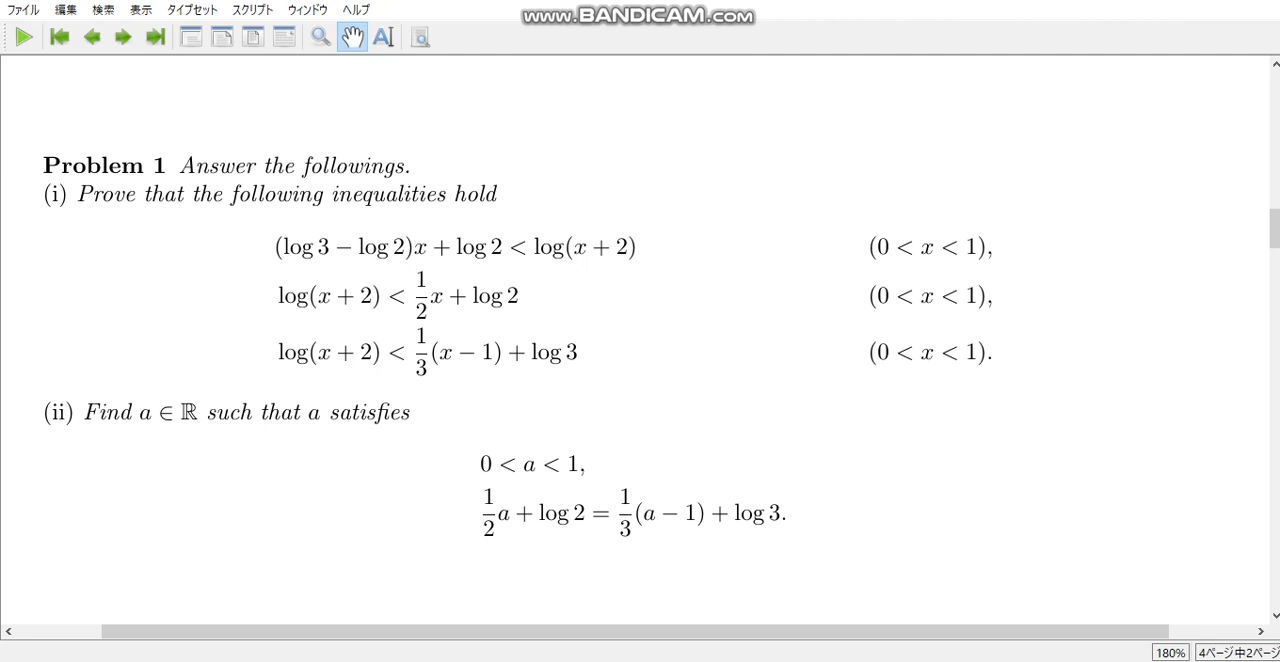 ファイル 編集 検索 表示 タイプセット スクリプト ウィンドウ ヘルプ
www.BANDICAM.com
Problem 1 Answer the followings.
(i) Prove that the following inequalities hold
(log 3 − log 2)x + log 2 < log(x + 2) (0 < x < 1),
log(x + 2) < 1/2 x + log 2 (0 < x < 1),
log(x + 2) < 1/3 (x − 1) + log 3 (0 < x < 1).
(ii) Find a ∈ ℝ such that a satisfies
0 < a < 1,
1/2 a + log 2 = 1/3 (a − 1) + log 3.
180% 4ページ中2ページ